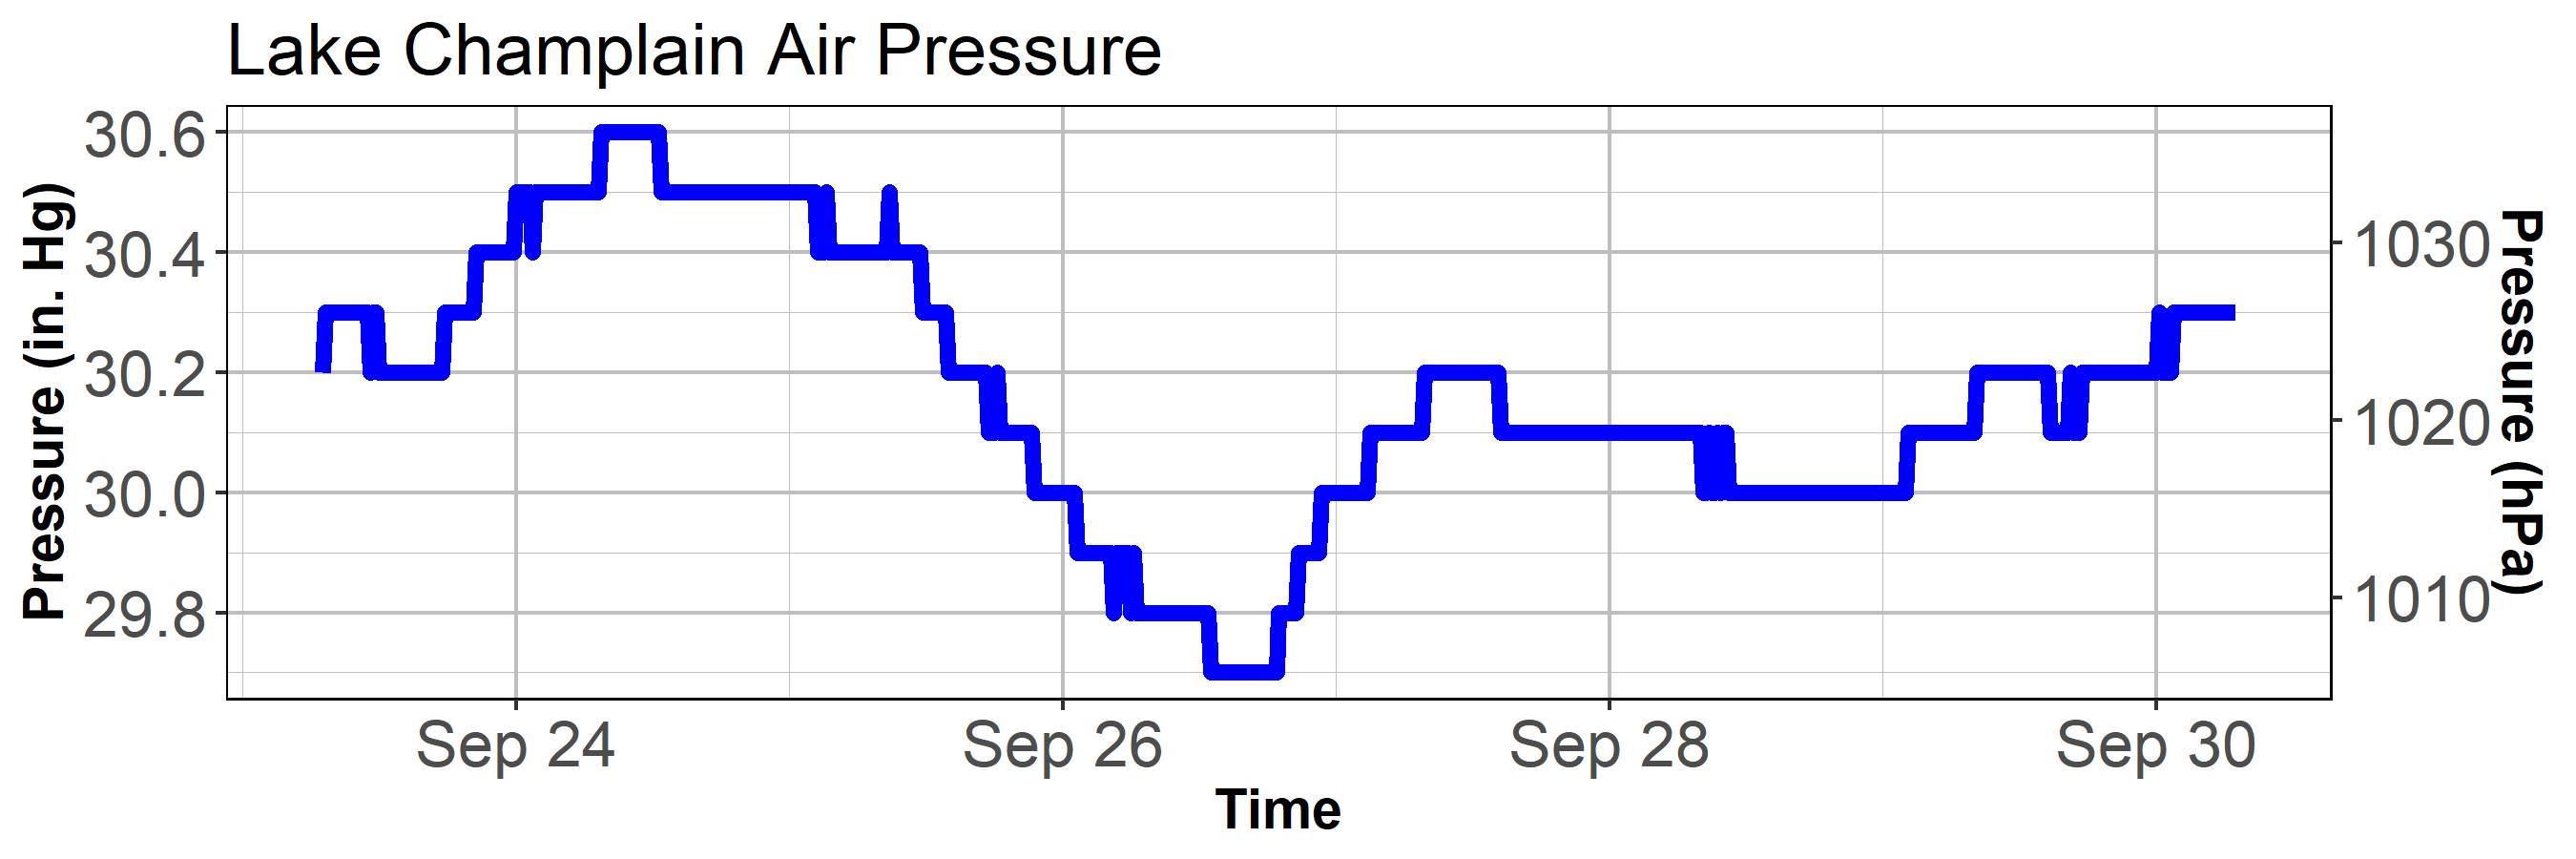 Lake Champlain Air Pressure
Pressure (in. Hg)
30.6
30.4
30.2
30.0
29.8
1030
1020
1010
Pressure (hPa)
Sep 24
Sep 26
Sep 28
Sep 30
Time